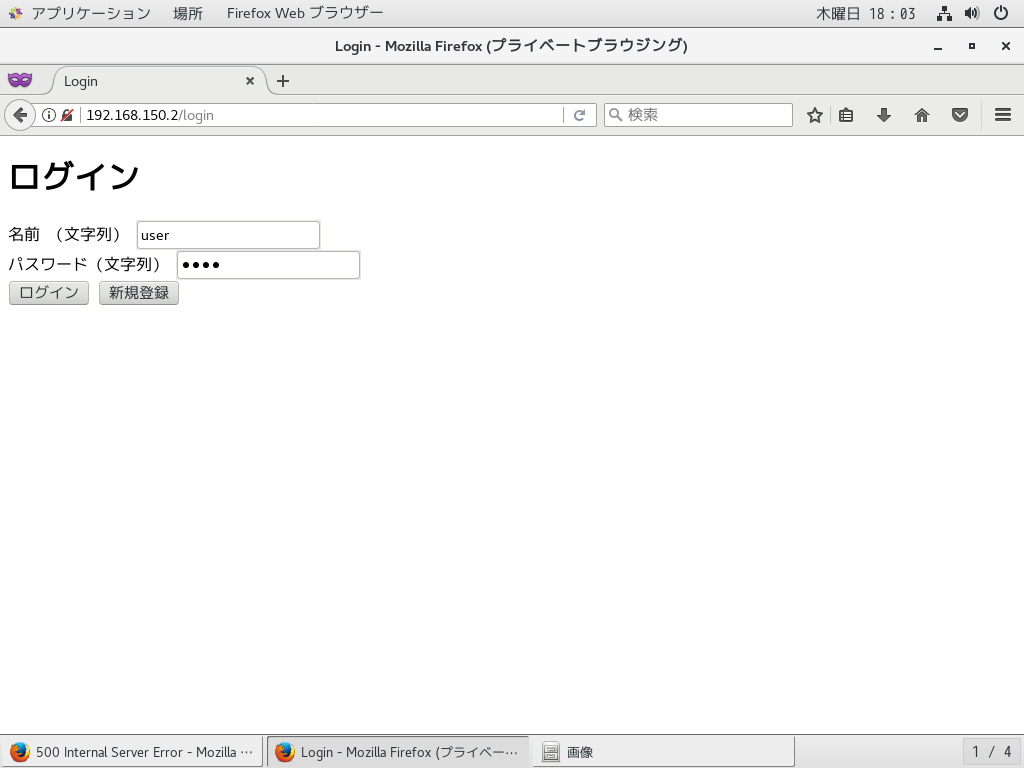 アプリケーション 場所 Firefox Web ブラウザー 木曜日 18：03
Login - Mozilla Firefox (プライベートブラウジング)
Login
192.168.150.2/login 検索
ログイン
名前 （文字列） user
パスワード（文字列） ●●●●
ログイン 新規登録
500 Internal Server Error - Mozilla … Login - Mozilla Firefox (プライベー… 画像 1 / 4